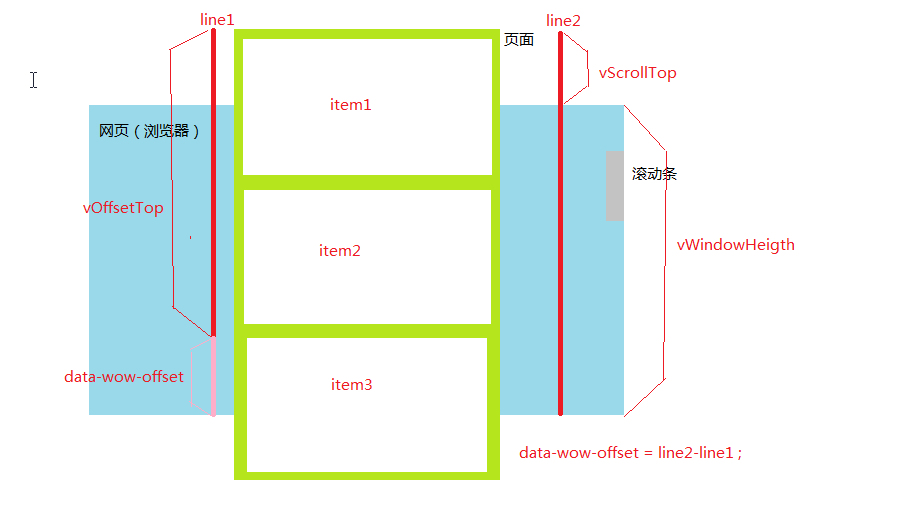 line1
line2
页面
vScrollTop
item1
网页（浏览器）
滚动条
vOffsetTop
item2
vWindowHeigth
data-wow-offset
item3
data-wow-offset = line2-line1 ;